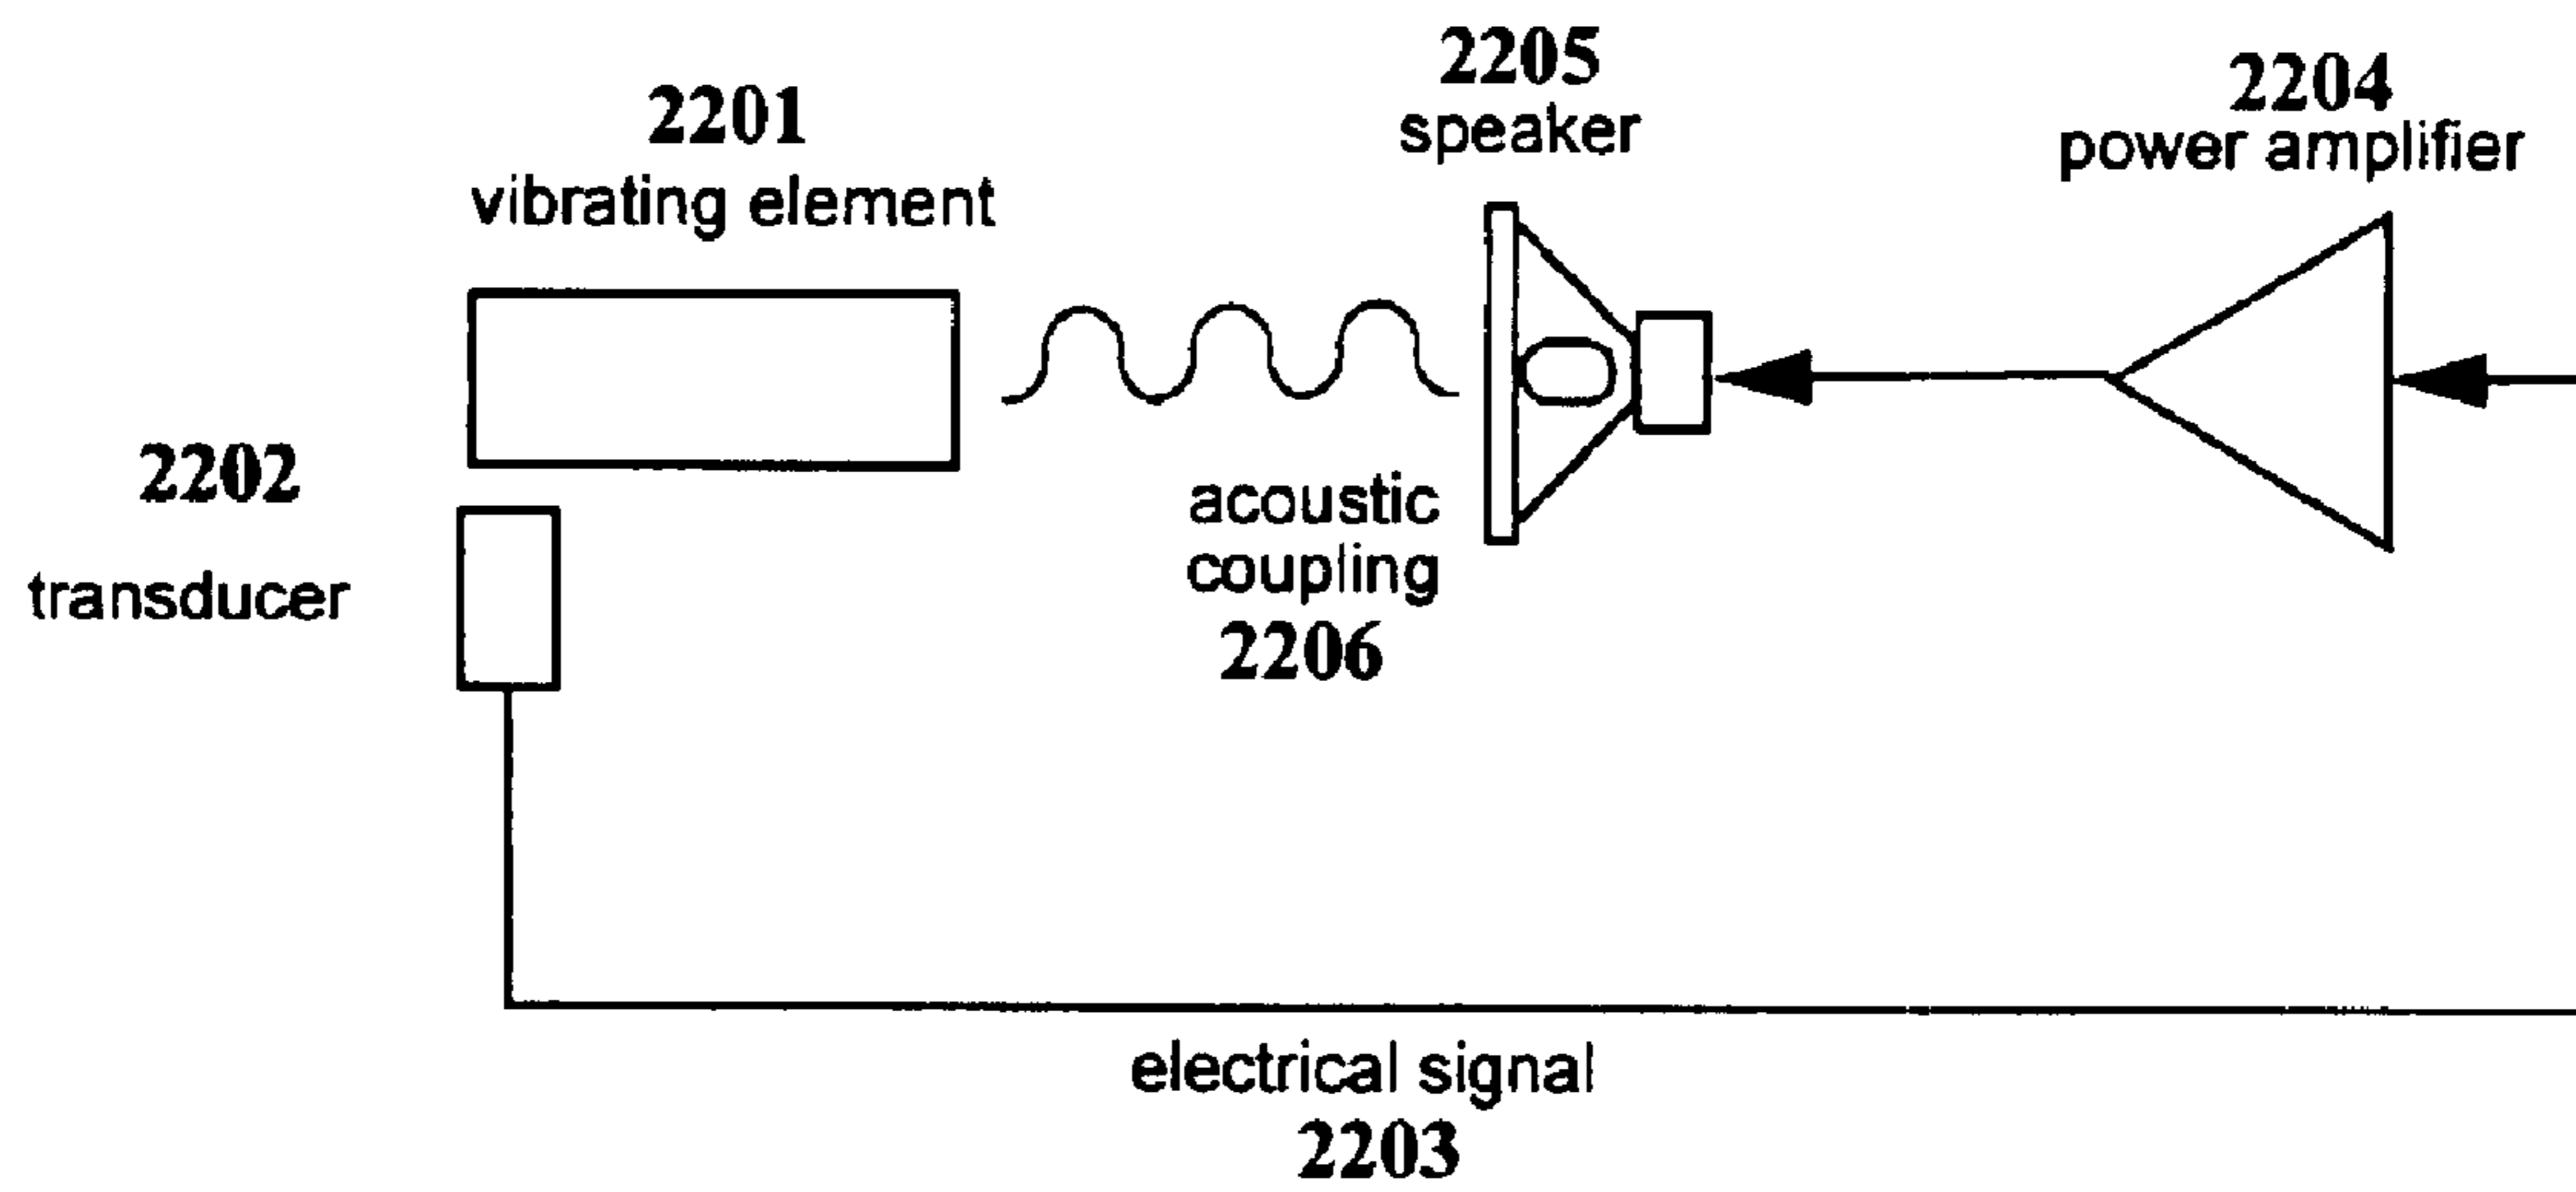 2205
speaker
2204
power amplifier
2201
vibrating element
2202
transducer
acoustic
coupling
2206
electrical signal
2203